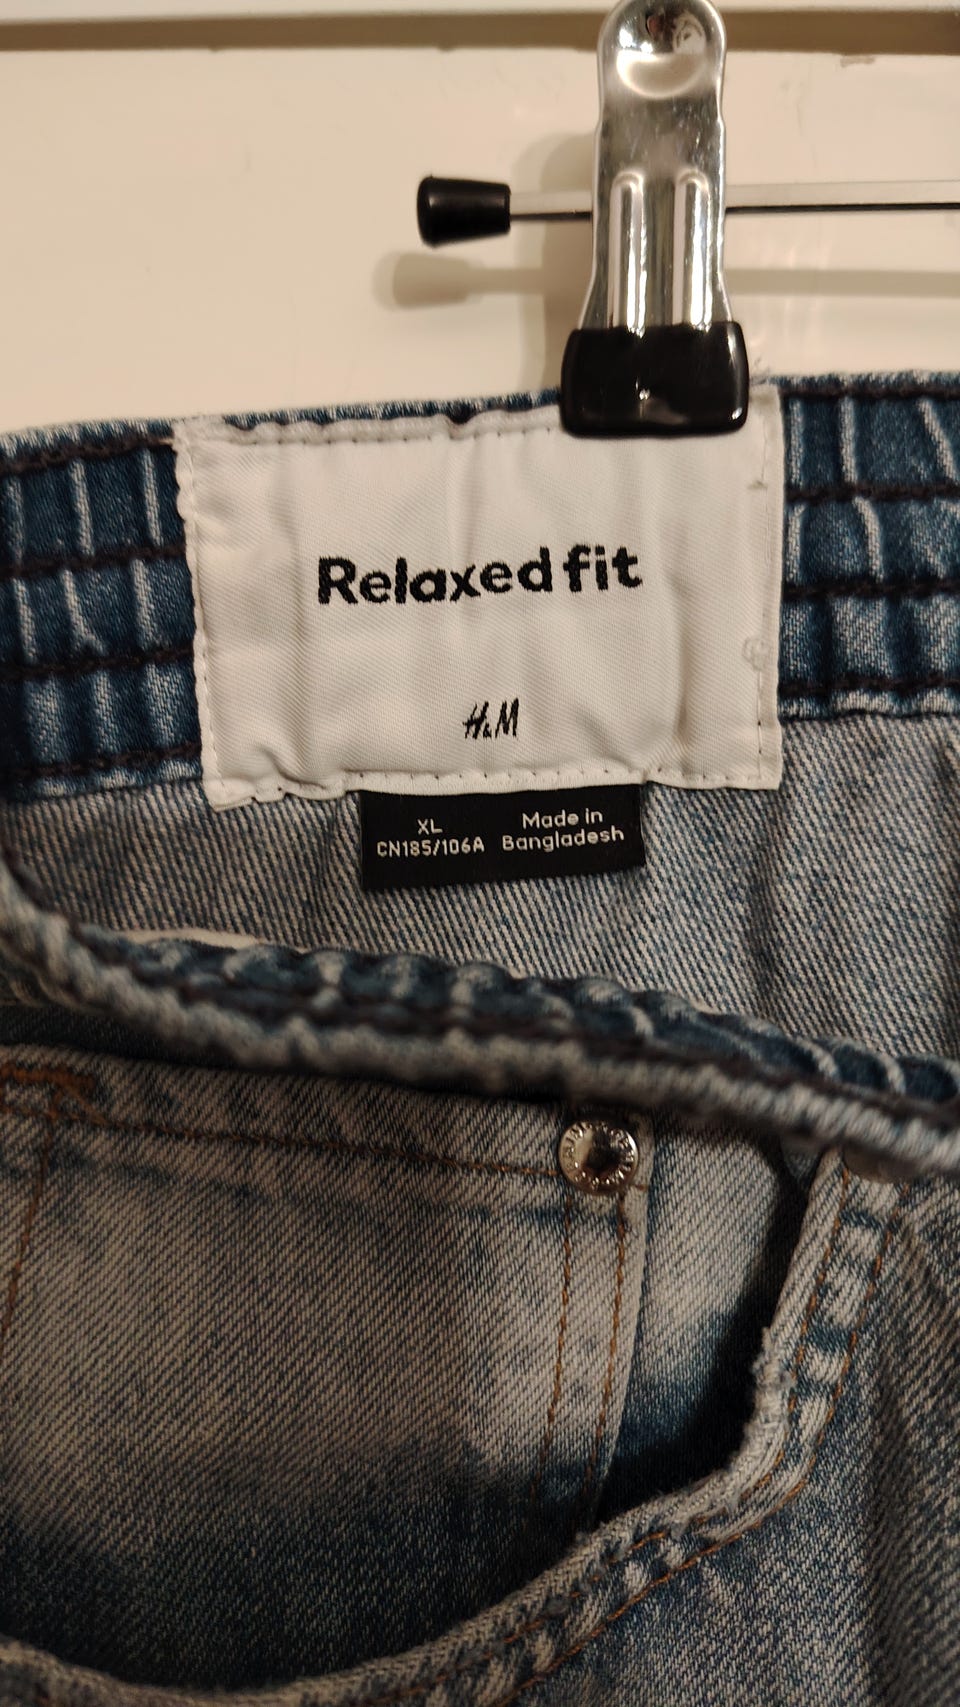 Relaxed fit
H&M
XL
CN185/106A
Made in
Bangladesh